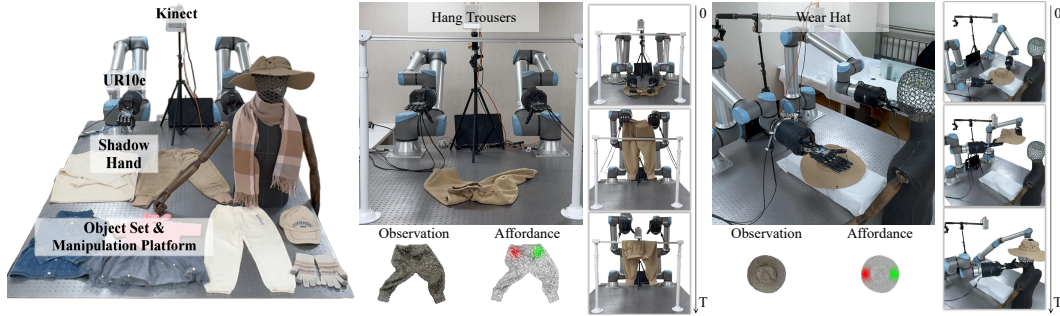 Kinect
UR10e
Shadow
Hand
Object Set &
Manipulation Platform
Hang Trousers
Observation
Affordance
0
T
Wear Hat
Observation
Affordance
0
T